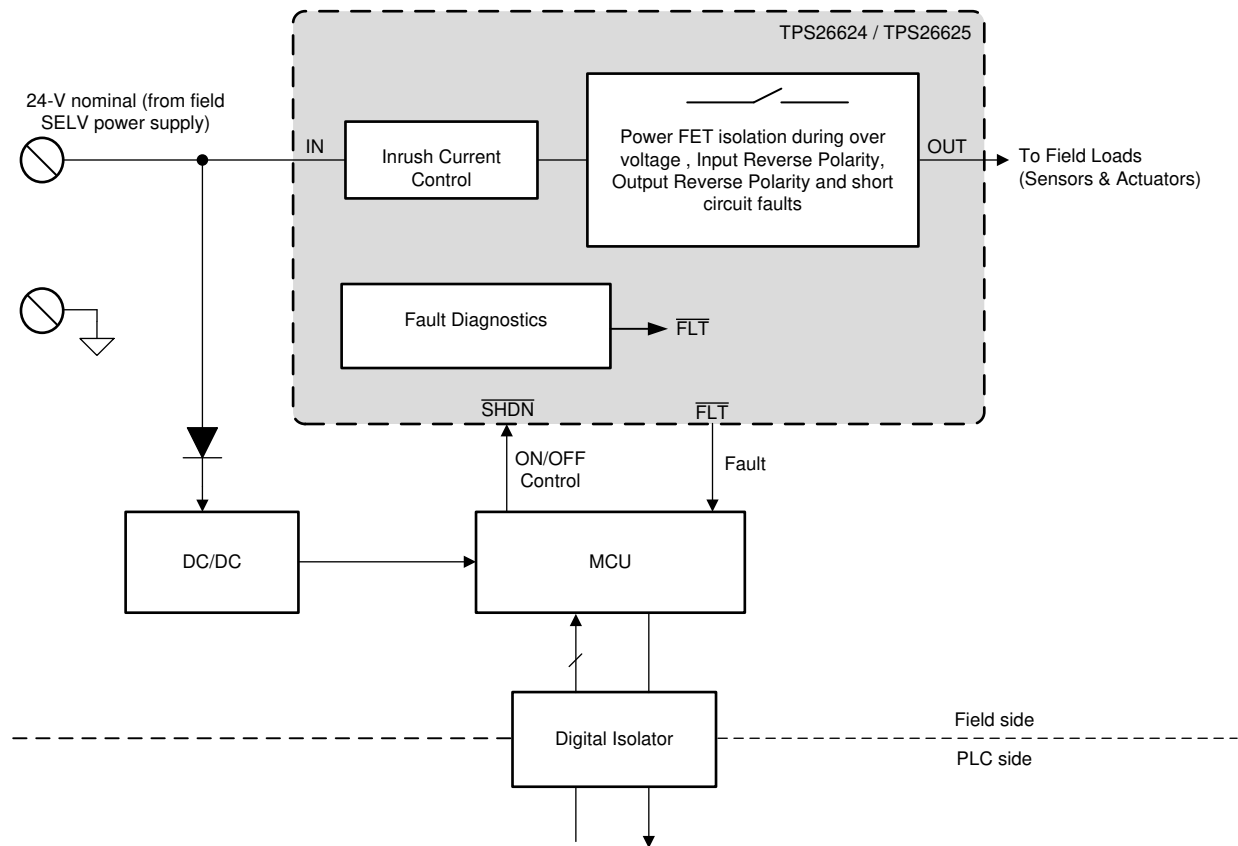 TPS26624 / TPS26625
24-V nominal (from field
SELV power supply)
IN
Inrush Current
Control
Power FET isolation during over
voltage , Input Reverse Polarity,
Output Reverse Polarity and short
circuit faults
OUT
To Field Loads
(Sensors & Actuators)
Fault Diagnostics
FLT
SHDN
FLT
ON/OFF
Control
Fault
DC/DC
MCU
Digital Isolator
Field side
PLC side